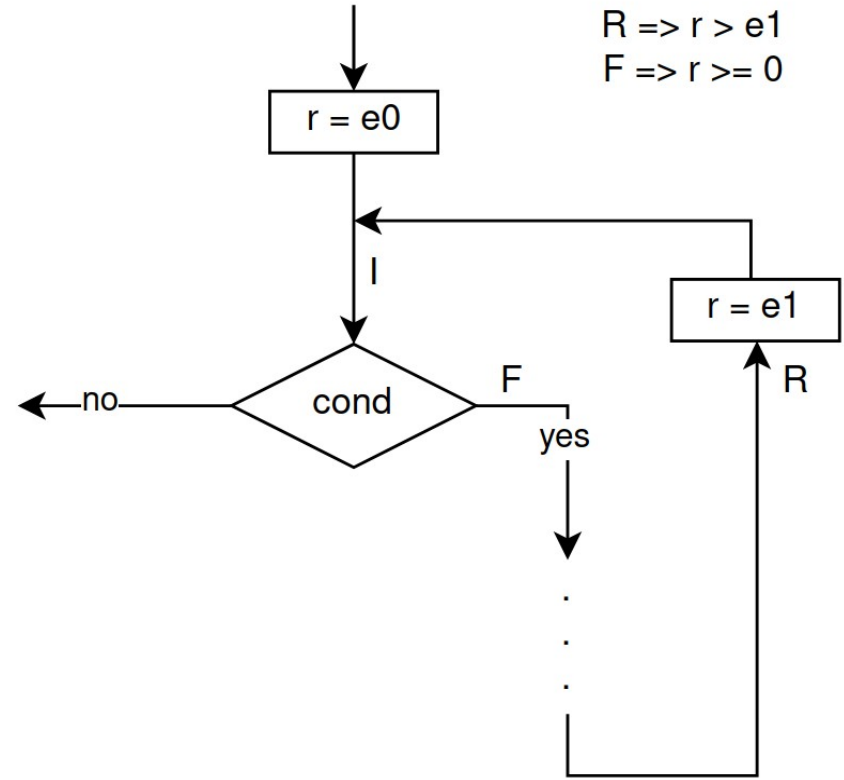 R => r > e1
F => r >= 0
r = e0
I
r = e1
F
R
cond
no
yes
.
.
.